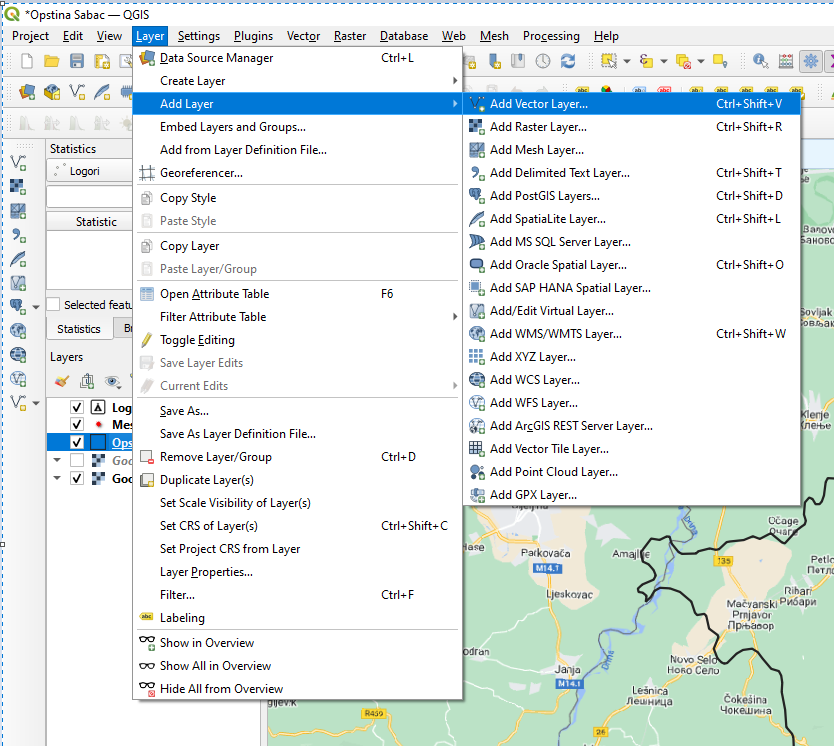 *Opstina Sabac — QGIS
Project Edit View Layer Settings Plugins Vector Raster Database Web Mesh Processing Help
Data Source Manager Ctrl+L
Create Layer
Add Layer
Embed Layers and Groups...
Add from Layer Definition File...
Georeferencer...
Copy Style
Paste Style
Copy Layer
Paste Layer/Group
Open Attribute Table F6
Filter Attribute Table
Toggle Editing
Save Layer Edits
Current Edits
Save As...
Save As Layer Definition File...
Remove Layer/Group Ctrl+D
Duplicate Layer(s)
Set Scale Visibility of Layer(s)
Set CRS of Layer(s) Ctrl+Shift+C
Set Project CRS from Layer
Layer Properties...
Filter... Ctrl+F
Labeling
Show in Overview
Show All in Overview
Hide All from Overview
Add Vector Layer... Ctrl+Shift+V
Add Raster Layer... Ctrl+Shift+R
Add Mesh Layer...
Add Delimited Text Layer... Ctrl+Shift+T
Add PostGIS Layers... Ctrl+Shift+D
Add SpatiaLite Layer... Ctrl+Shift+L
Add MS SQL Server Layer...
Add Oracle Spatial Layer... Ctrl+Shift+O
Add SAP HANA Spatial Layer...
Add/Edit Virtual Layer...
Add WMS/WMTS Layer... Ctrl+Shift+W
Add XYZ Layer...
Add WCS Layer...
Add WFS Layer...
Add ArcGIS REST Server Layer...
Add Vector Tile Layer...
Add Point Cloud Layer...
Add GPX Layer...
Statistics
Logori
Statistic
Selected featu
Statistics
Layers
Log
Mes
Ops
Goo
Goo
Parkovača
M14.1
Ljeskovac
Amajlije
Janja
M14.1
R459
Drina
26
135
Očage
Очаге
Rihari
Рибари
Mačvanski
Prnjavor
Прњавор
Novo Selo
Ново Село
Lešnica
Лешница
Čokešina
Чокешина